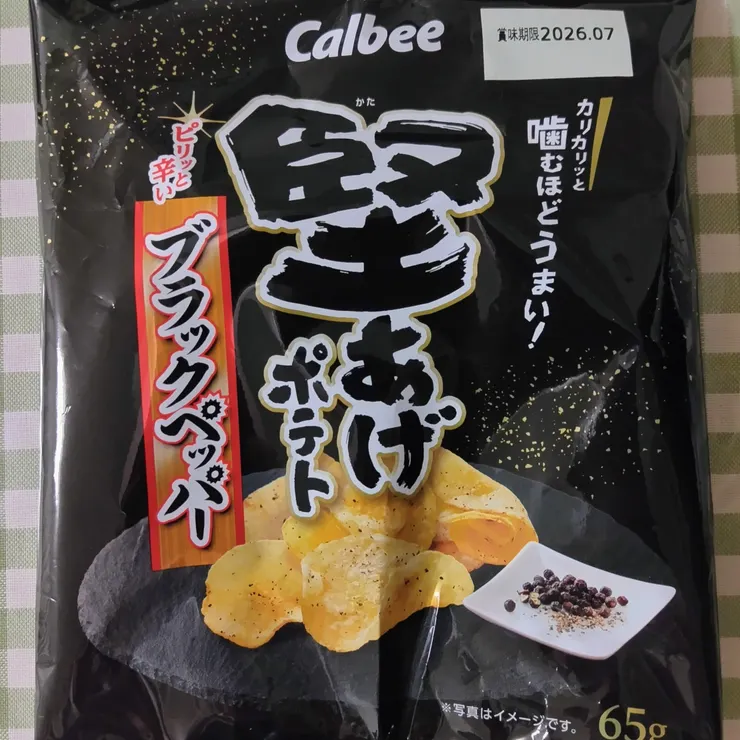 Calbee
賞味期限2026.07
カリカリッと
噛むほどうまい!
かた
堅あげ
ポテト
ピリッと
辛い
ブラックペッパー
※写真はイメージです。
65g